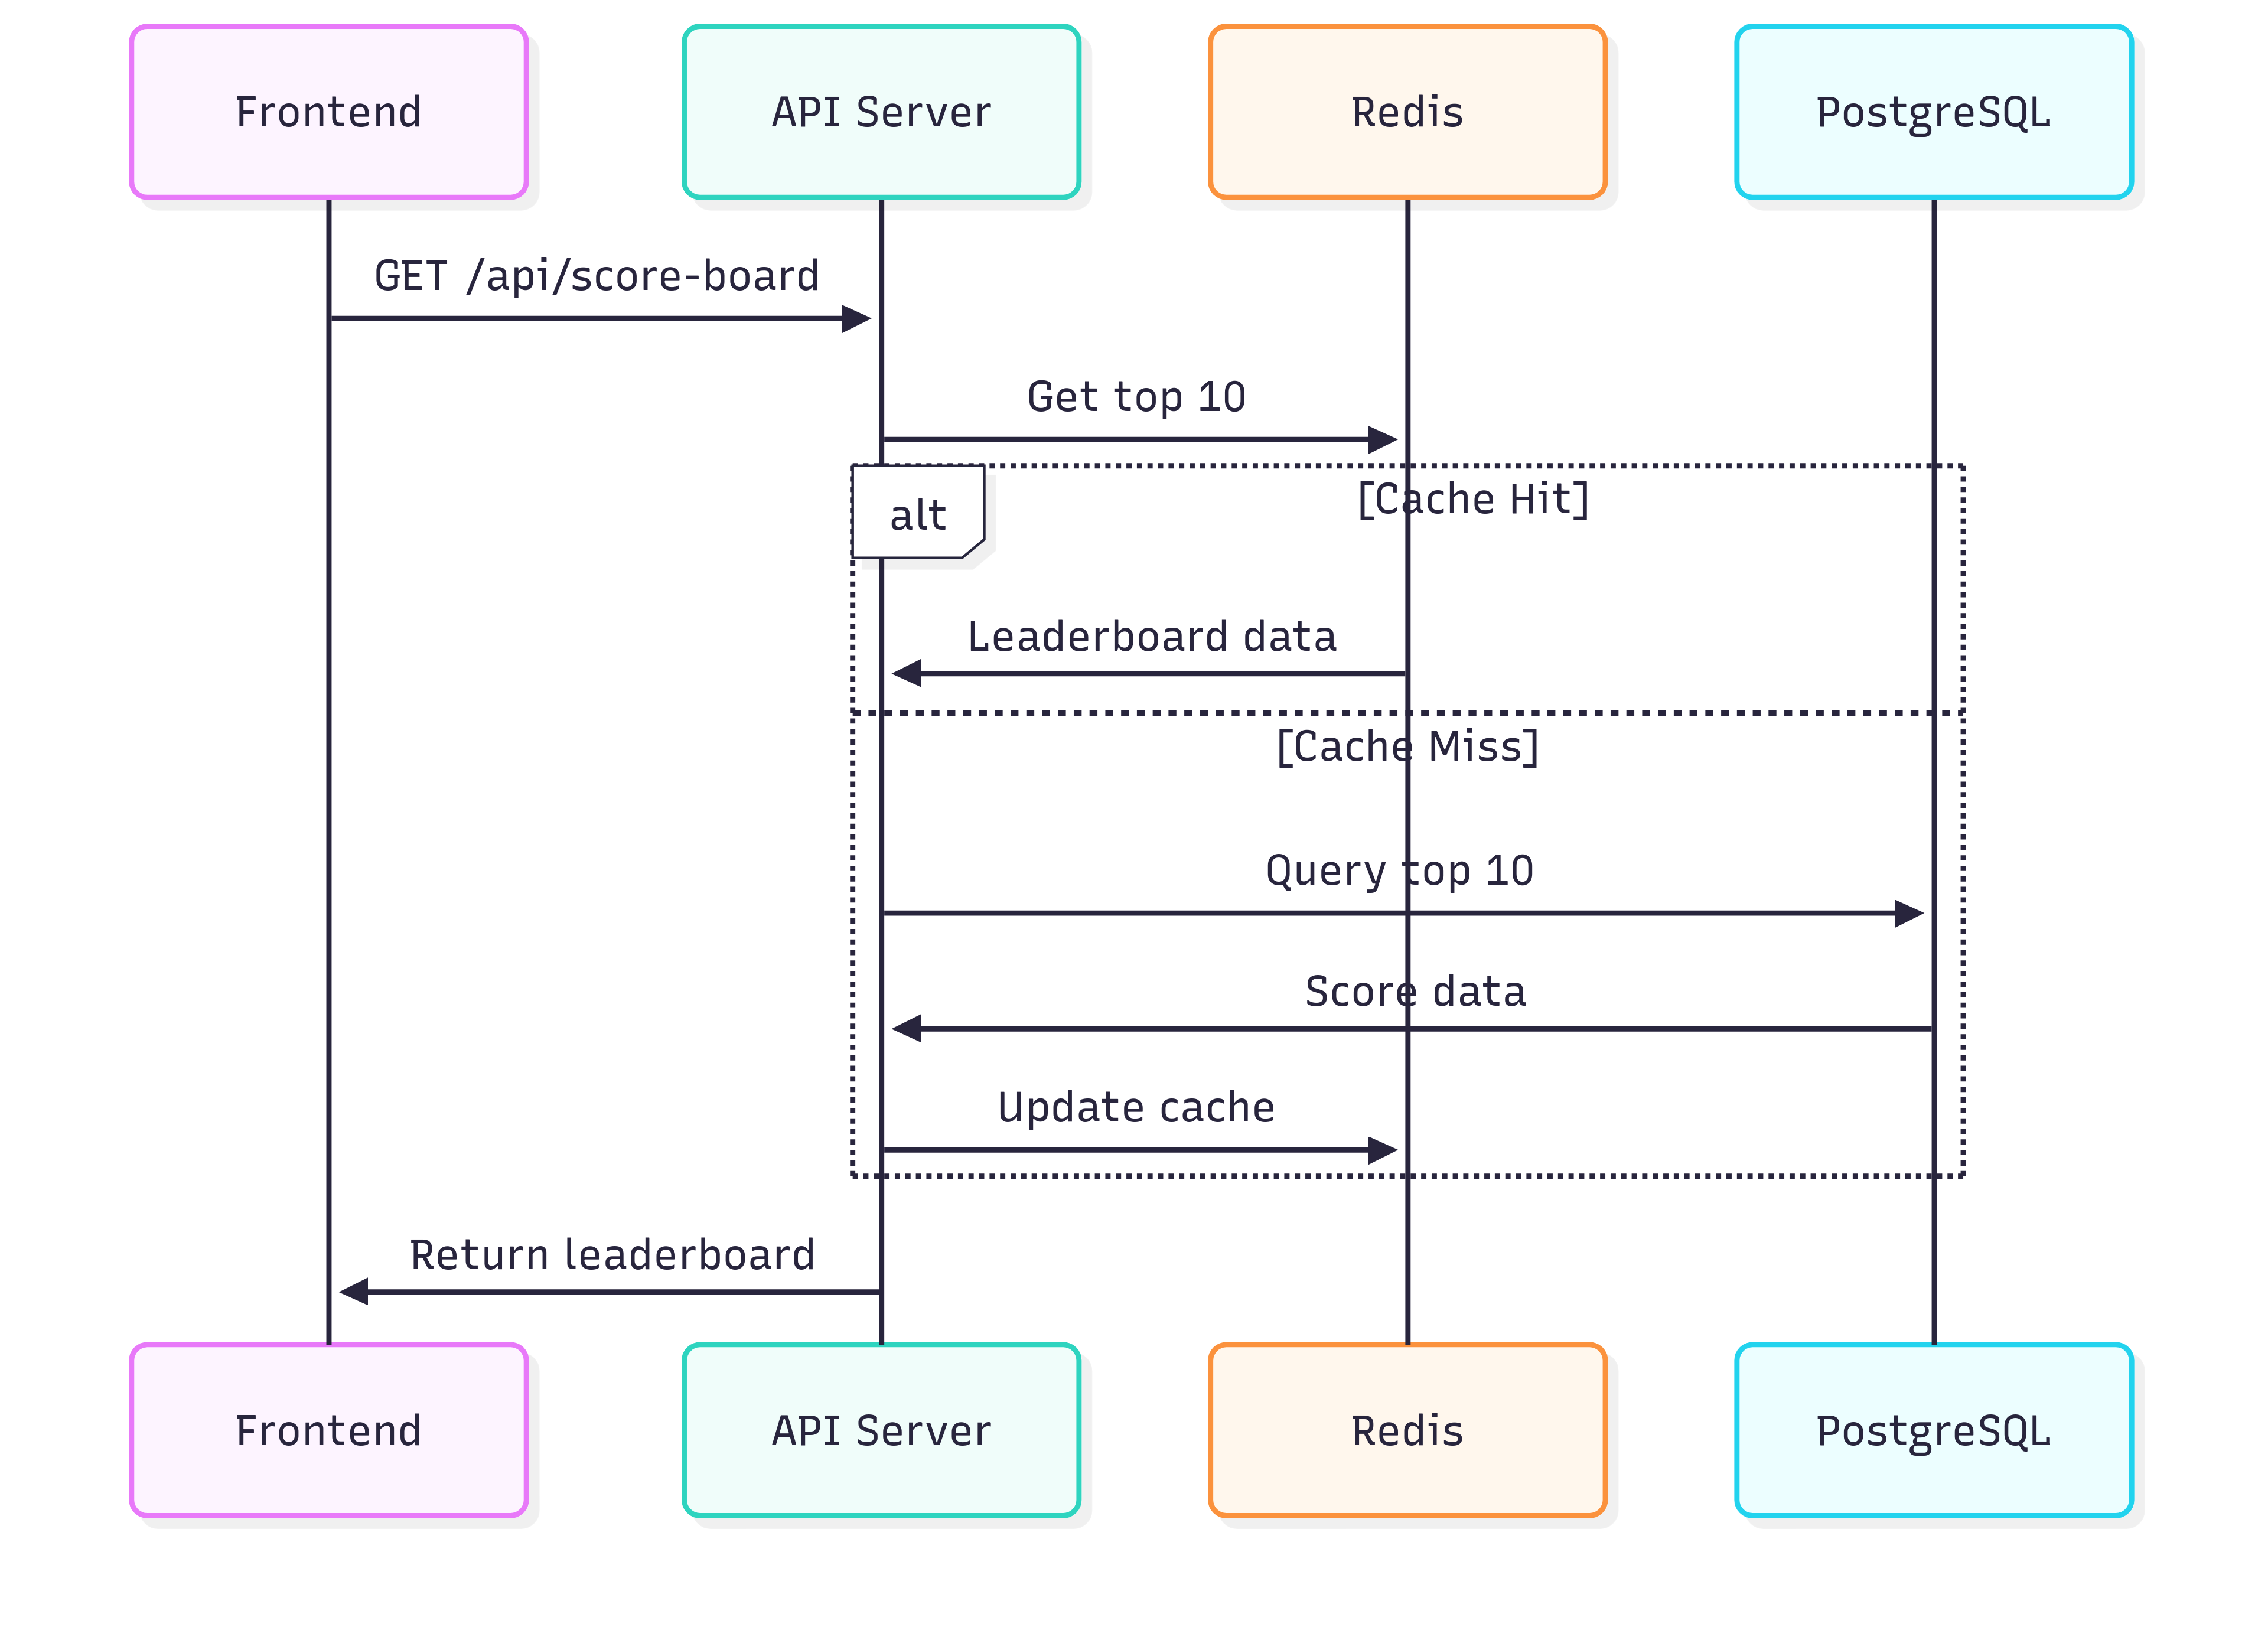 Frontend
API Server
Redis
PostgreSQL
GET /api/score-board
Get top 10
alt
[Cache Hit]
Leaderboard data
[Cache Miss]
Query top 10
Score data
Update cache
Return leaderboard
Frontend
API Server
Redis
PostgreSQL